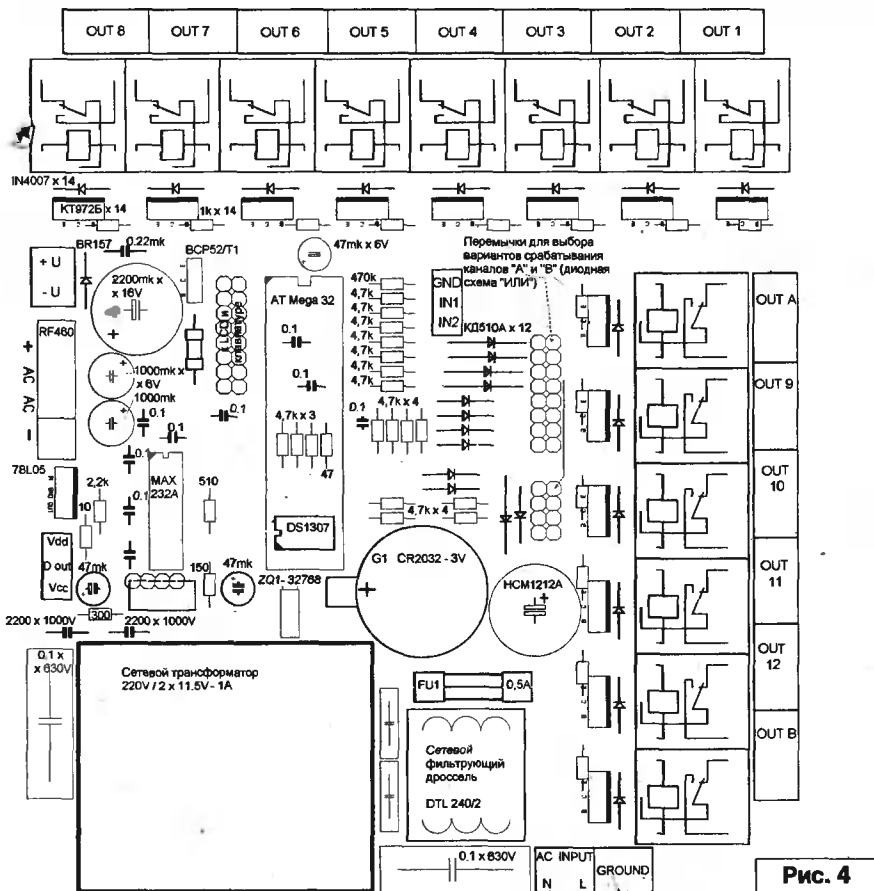 OUT 8 OUT 7 OUT 6 OUT 5 OUT 4 OUT 3 OUT 2 OUT 1
IN4007 x 14
КТ972Б x 14
1k x 14
BR157
0.22mk
BCP52/T1
47mk x 6V
Перемычки для выбора
вариантов срабатывания
каналов "А" и "В" (диодная
схема "ИЛИ")
+ U
- U
2200mk x
x 16V
+
AT Mega 32
470k
4,7k
4,7k
4,7k
4,7k
4,7k
4,7k
4,7k
GND
IN1
IN2
КД510А x 12
OUT A
RF460
+ AC AC -
клавиатуре
0.1
0.1
1000mk x
x 6V
1000mk
0.1
0.1
0.1
4,7k x 3
0.1
4,7k x 4
OUT 9
47
78L05
2,2k
10
0.1
0.1
MAX
232A
510
DS1307
4,7k x 4
OUT
10
Vdd
D out
Vcc
47mk
150
47mk
ZQ1- 32768
G1 CR2032 - 3V
+
HCM1212A
+
OUT
11
300
2200 x 1000V
2200 x 1000V
OUT
12
0.1 x
x 630V
Сетевой трансформатор
220V / 2 x 11.5V - 1A
FU1
0,5A
OUT B
Сетевой
фильтрующий
дроссель
DTL 240/2
0.1 x 630V
AC INPUT
N L
GROUND
Рис. 4